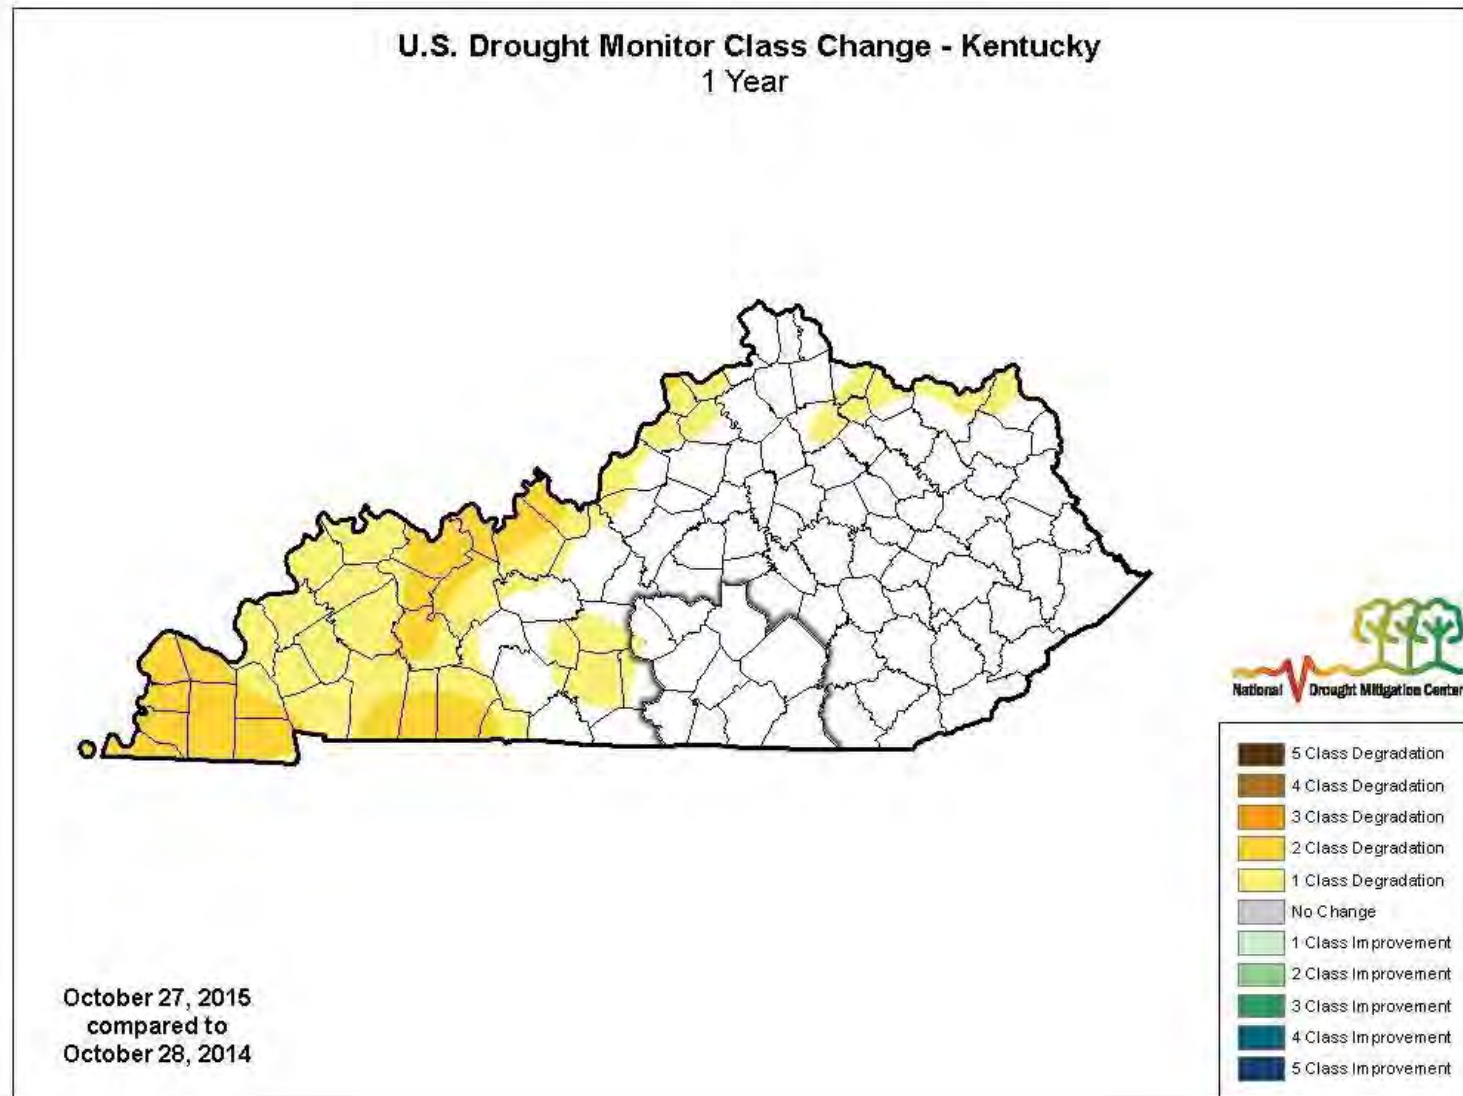 U.S. Drought Monitor Class Change - Kentucky
1 Year
National Drought Mitigation Center
5 Class Degradation
4 Class Degradation
3 Class Degradation
2 Class Degradation
1 Class Degradation
No Change
1 Class Improvement
2 Class Improvement
3 Class Improvement
4 Class Improvement
5 Class Improvement
October 27, 2015
compared to
October 28, 2014